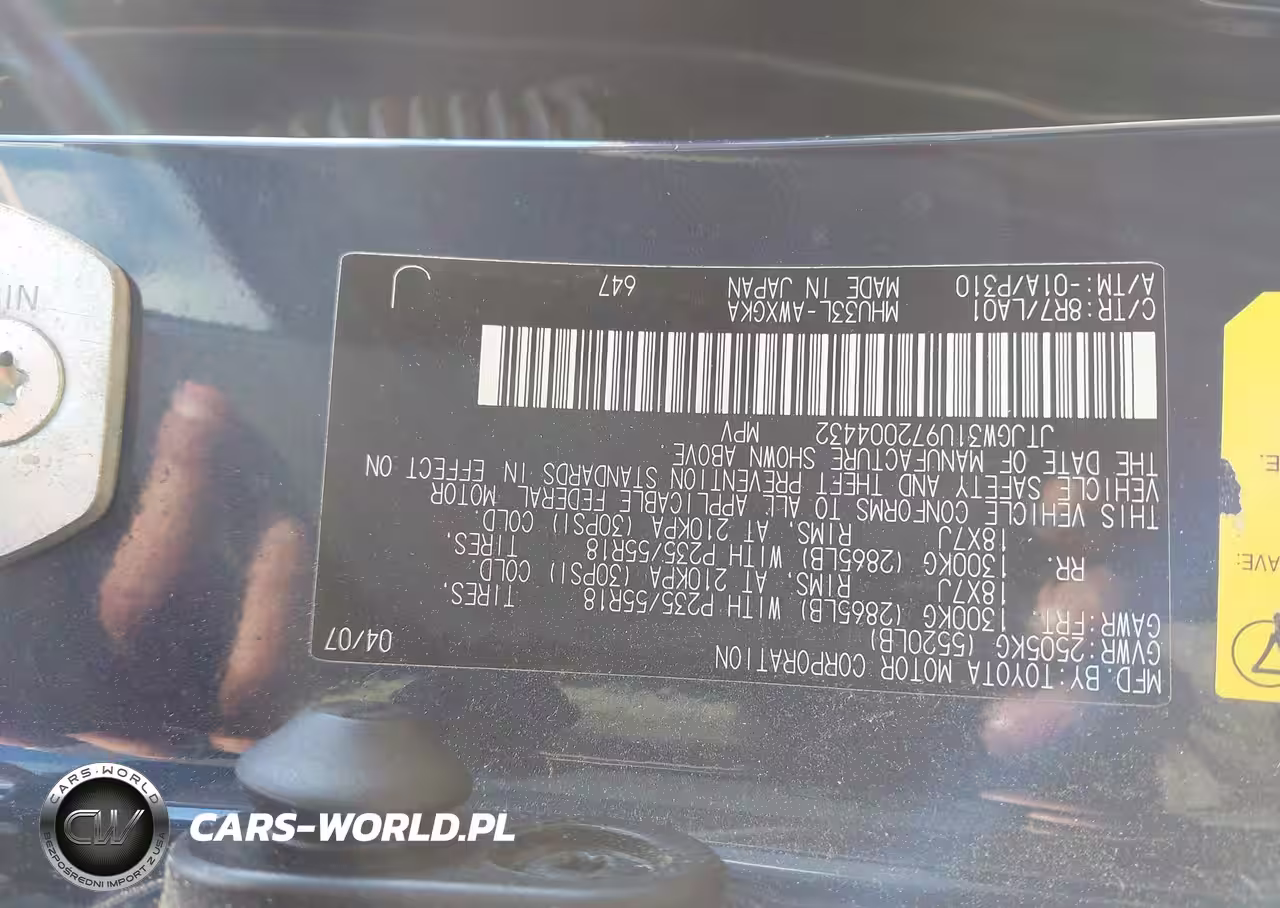 MFD.BY:TOYOTA MOTOR CORPORATION 04/07
GVWR:2505KG (5520LB)
GAWR:FRT. 1300KG (2865LB) WITH P235/55R18 TIRES,
18X7J RIMS, AT 210KPA (30PSI) COLD.
RR. 1300KG (2865LB) WITH P235/55R18 TIRES,
18X7J RIMS, AT 210KPA (30PSI) COLD.
THIS VEHICLE CONFORMS TO ALL APPLICABLE FEDERAL MOTOR
VEHICLE SAFETY AND THEFT PREVENTION STANDARDS IN EFFECT ON
THE DATE OF MANUFACTURE SHOWN ABOVE.
JTJGW31U972004432 MPV
C/TR:8R7/LA01 MHU33L-AWXGKA
A/TM:-01A/P310 MADE IN JAPAN 647
CARS-WORLD
CW
BEZPOŚREDNI IMPORT Z USA
CARS-WORLD.PL